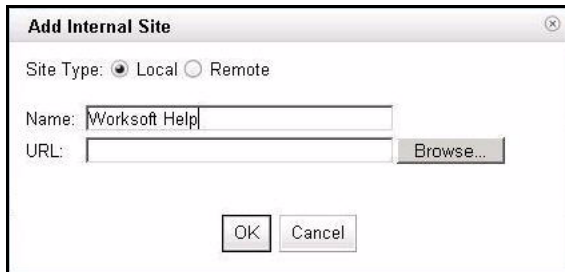 Add Internal Site
Site Type: Local Remote
Name: Worksoft Help
URL: Browse...
OK Cancel